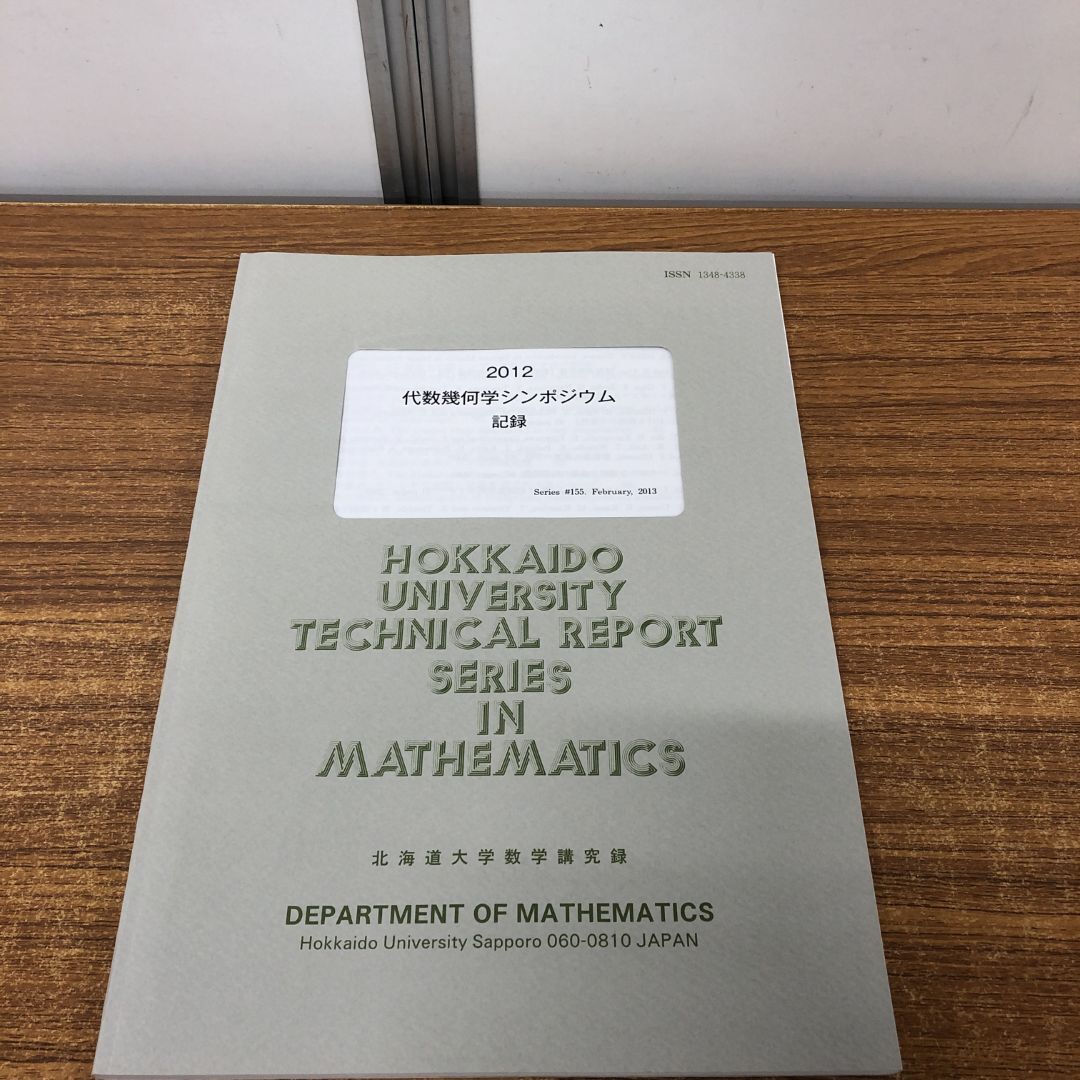 ISSN 1348-4338
2012
代数幾何学シンポジウム
記録
Series #155. February, 2013
HOKKAIDO
UNIVERSITY
TECHNICAL REPORT
SERIES
IN
MATHEMATICS
北海道大学数学講究録
DEPARTMENT OF MATHEMATICS
Hokkaido University Sapporo 060-0810 JAPAN